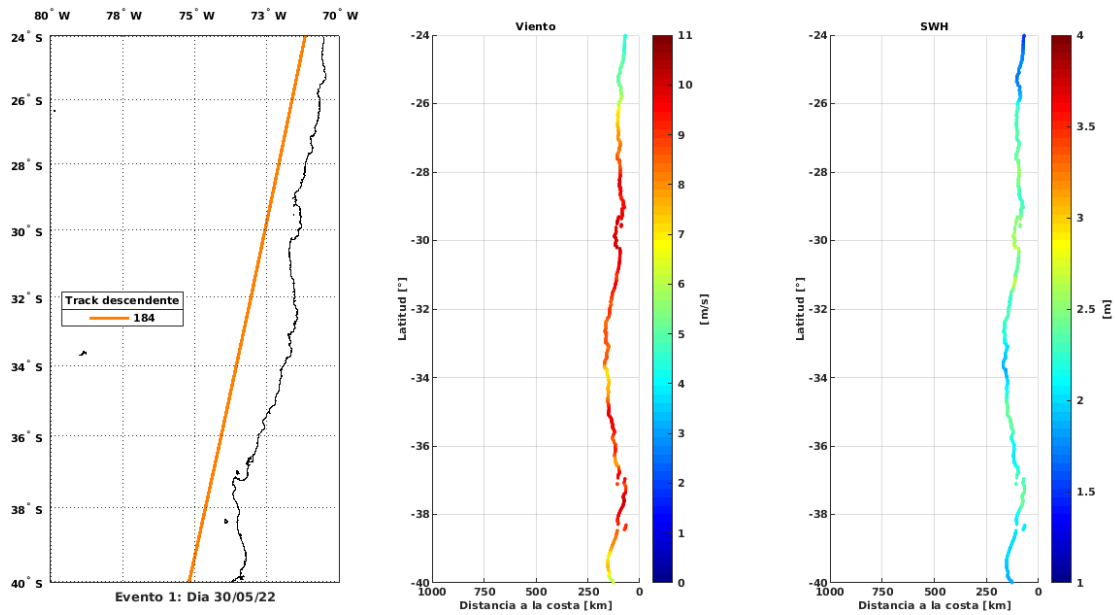 80° W 78° W 75° W 73° W 70° W
24° S
26° S
28° S
30° S
32° S
34° S
36° S
38° S
40° S
Track descendente
184
Evento 1: Dia 30/05/22
Viento
Latitud [°]
-24
-26
-28
-30
-32
-34
-36
-38
-40
1000 750 500 250 0
Distancia a la costa [km]
11
10
9
8
7
6
5
4
3
2
1
0
[m/s]
SWH
Latitud [°]
-24
-26
-28
-30
-32
-34
-36
-38
-40
1000 750 500 250 0
Distancia a la costa [km]
4
3.5
3
2.5
2
1.5
1
[m]